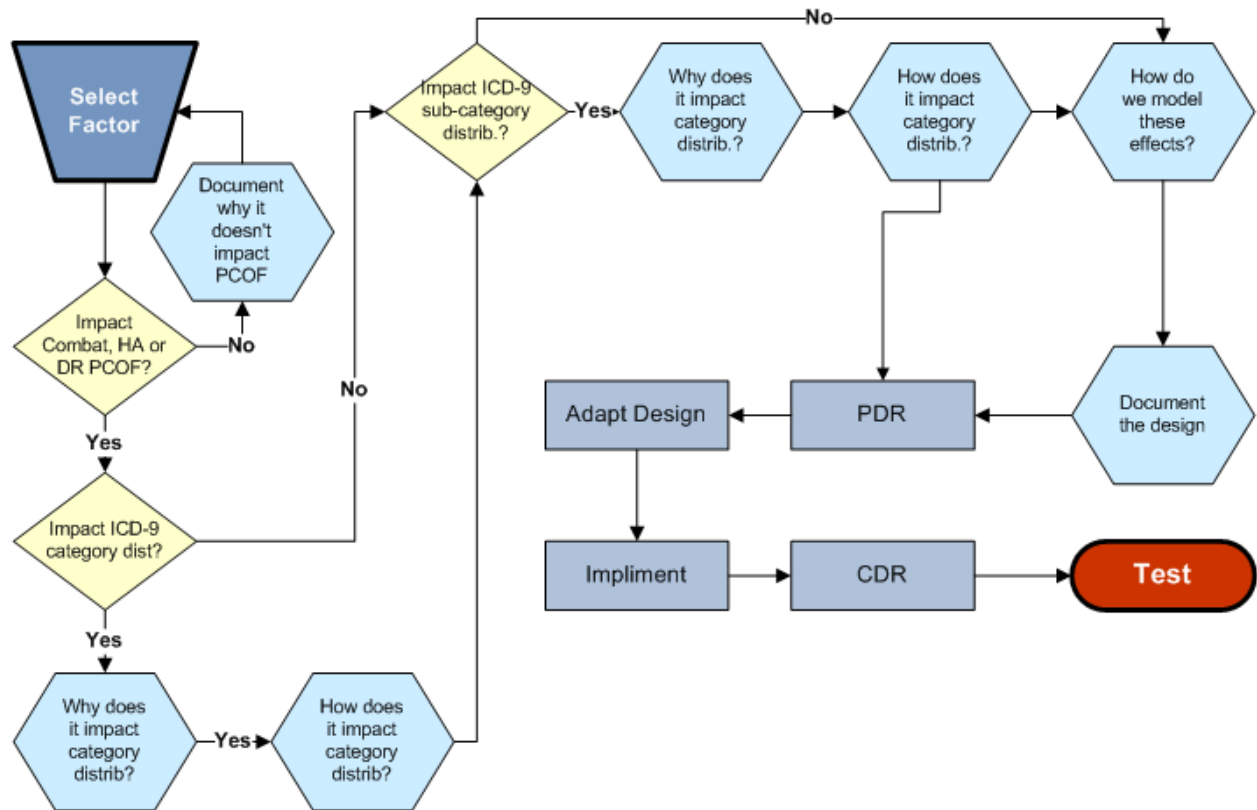 Select
Factor
Document
why it
doesn't
impact
PCOF
Impact
Combat, HA or
DR PCOF?
No
Yes
Impact ICD-9
category dist?
No
Yes
Why does
it impact
category
distrib?
Yes
How does
it impact
category
distrib?
Impact ICD-9
sub-category
distrib.?
No
Yes
Why does
it impact
category
distrib.?
How does
it impact
category
distrib.?
How do
we model
these
effects?
Document
the design
PDR
Adapt Design
Impliment
CDR
Test